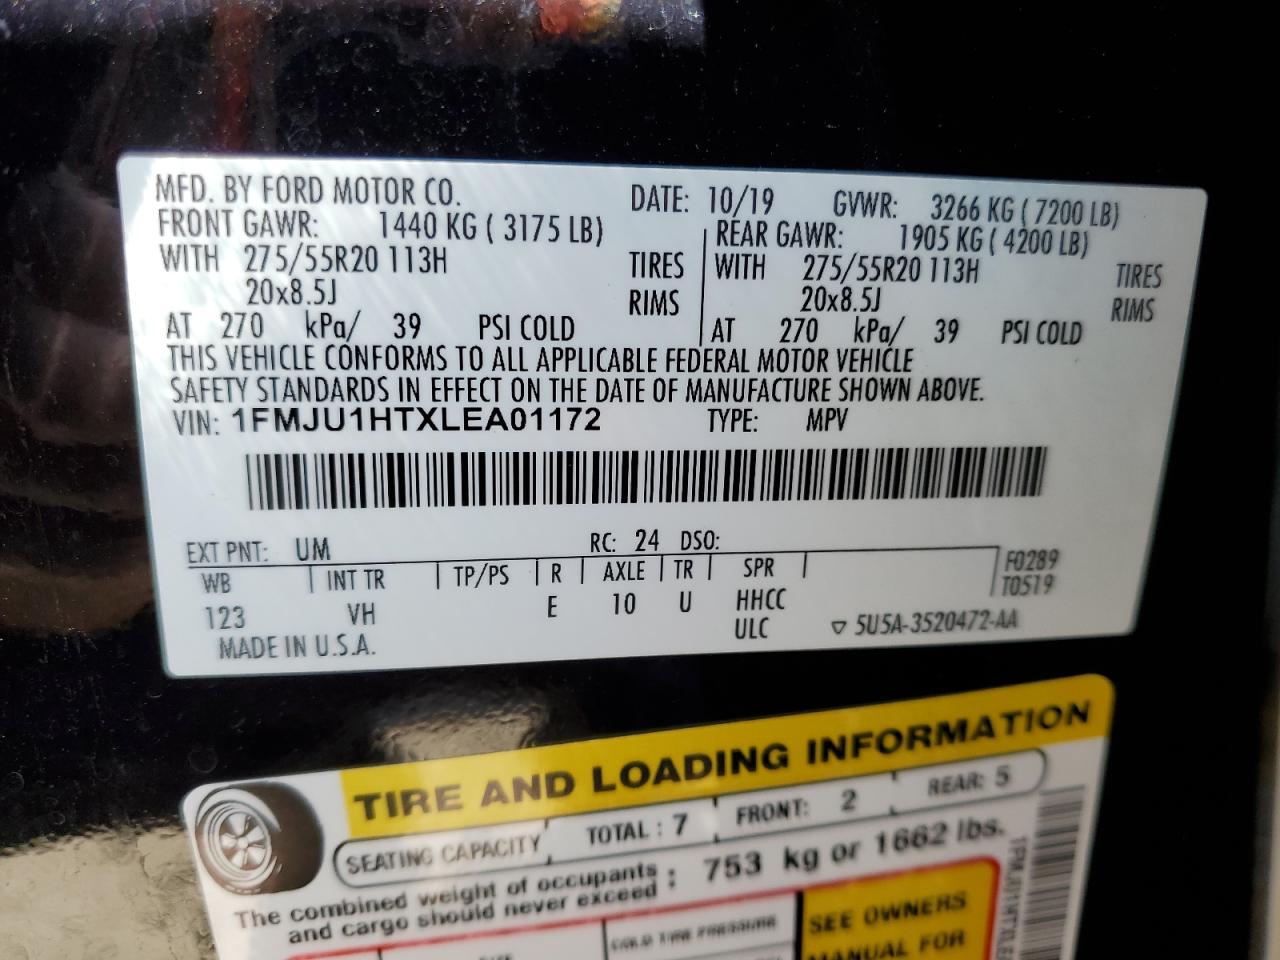 MFD. BY FORD MOTOR CO. DATE: 10/19 GVWR: 3266 KG ( 7200 LB)
FRONT GAWR: 1440 KG ( 3175 LB) REAR GAWR: 1905 KG ( 4200 LB)
WITH 275/55R20 113H TIRES WITH 275/55R20 113H TIRES
20x8.5J RIMS 20x8.5J RIMS
AT 270 kPa/ 39 PSI COLD AT 270 kPa/ 39 PSI COLD
THIS VEHICLE CONFORMS TO ALL APPLICABLE FEDERAL MOTOR VEHICLE
SAFETY STANDARDS IN EFFECT ON THE DATE OF MANUFACTURE SHOWN ABOVE.
VIN: 1FMJU1HTXLEA01172 TYPE: MPV
EXT PNT: UM RC: 24 DSO:
WB INT TR TP/PS R AXLE TR SPR F0289
T0519
123 VH E 10 U HHCC
ULC ▽ 5U5A-3520472-AA
MADE IN U.S.A.
TIRE AND LOADING INFORMATION
SEATING CAPACITY TOTAL : 7 FRONT: 2 REAR: 5
The combined weight of occupants : 753 kg or 1662 lbs.
and cargo should never exceed
COLD TIRE PRESSURE
SEE OWNERS
MANUAL FOR